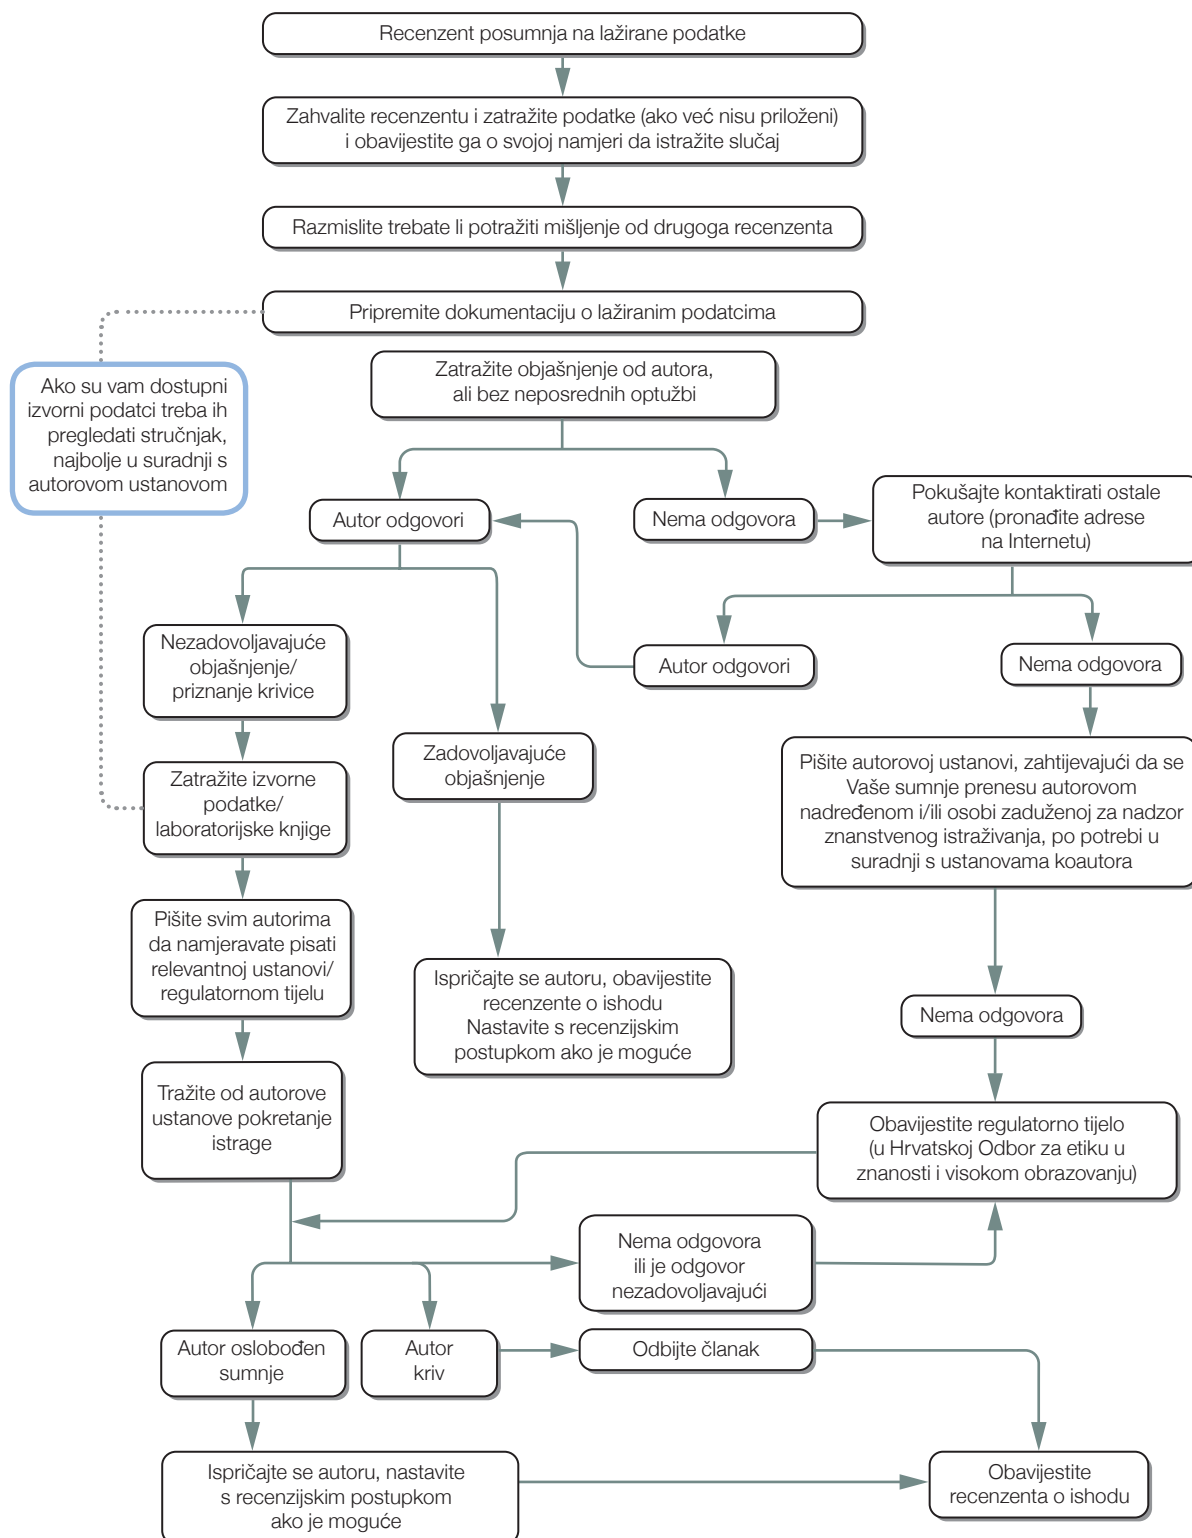 Recenzent posumnja na lažirane podatke
Zahvalite recenzentu i zatražite podatke (ako već nisu priloženi)
i obavijestite ga o svojoj namjeri da istražite slučaj
Razmislite trebate li potražiti mišljenje od drugoga recenzenta
Pripremite dokumentaciju o lažiranim podatcima
Ako su vam dostupni
izvorni podatci treba ih
pregledati stručnjak,
najbolje u suradnji s
autorovom ustanovom
Zatražite objašnjenje od autora,
ali bez neposrednih optužbi
Autor odgovori
Nema odgovora
Pokušajte kontaktirati ostale
autore (pronađite adrese
na Internetu)
Nezadovoljavajuće
objašnjenje/
priznanje krivice
Autor odgovori
Nema odgovora
Zadovoljavajuće
objašnjenje
Zatražite izvorne
podatke/
laboratorijske knjige
Pišite autorovoj ustanovi, zahtijevajući da se
Vaše sumnje prenesu autorovom
nadređenom i/ili osobi zaduženoj za nadzor
znanstvenog istraživanja, po potrebi u
suradnji s ustanovama koautora
Pišite svim autorima
da namjeravate pisati
relevantnoj ustanovi/
regulatornom tijelu
Ispričajte se autoru, obavijestite
recenzente o ishodu
Nastavite s recenzijskim
postupkom ako je moguće
Nema odgovora
Tražite od autorove
ustanove pokretanje
istrage
Obavijestite regulatorno tijelo
(u Hrvatskoj Odbor za etiku u
znanosti i visokom obrazovanju)
Nema odgovora
ili je odgovor
nezadovoljavajući
Autor oslobođen
sumnje
Autor
kriv
Odbijte članak
Ispričajte se autoru, nastavite
s recenzijskim postupkom
ako je moguće
Obavijestite
recenzenta o ishodu